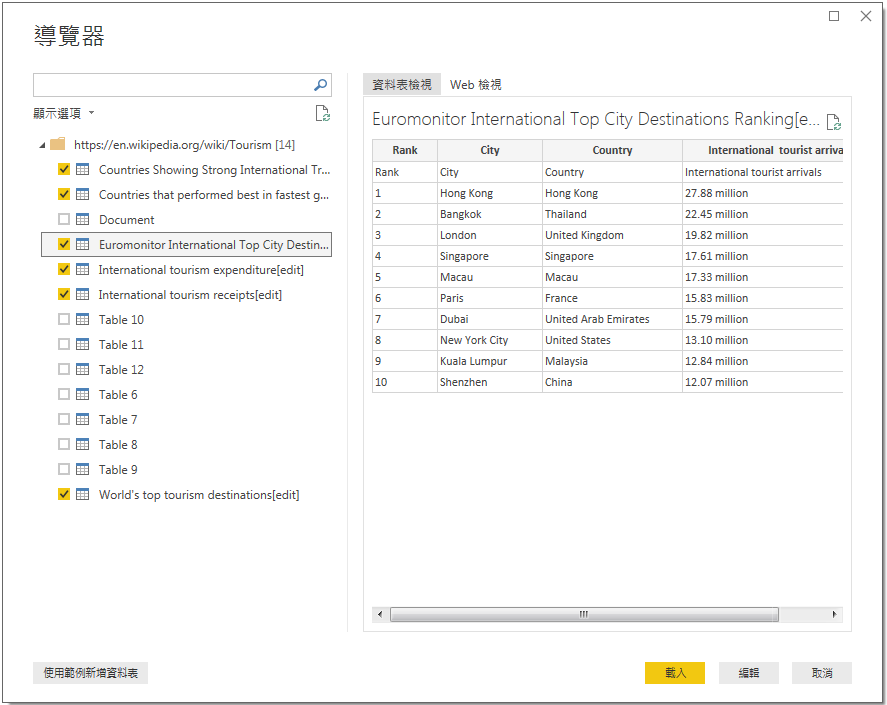 導覽器
顯示選項
https://en.wikipedia.org/wiki/Tourism [14]
Countries Showing Strong International Tr...
Countries that performed best in fastest g...
Document
Euromonitor International Top City Destin...
International tourism expenditure[edit]
International tourism receipts[edit]
Table 10
Table 11
Table 12
Table 6
Table 7
Table 8
Table 9
World's top tourism destinations[edit]
使用範例新增資料表
資料表檢視 Web 檢視
Euromonitor International Top City Destinations Ranking[e...
Rank City Country International tourist arriva
Rank City Country International tourist arrivals
1 Hong Kong Hong Kong 27.88 million
2 Bangkok Thailand 22.45 million
3 London United Kingdom 19.82 million
4 Singapore Singapore 17.61 million
5 Macau Macau 17.33 million
6 Paris France 15.83 million
7 Dubai United Arab Emirates 15.79 million
8 New York City United States 13.10 million
9 Kuala Lumpur Malaysia 12.84 million
10 Shenzhen China 12.07 million
載入 編輯 取消